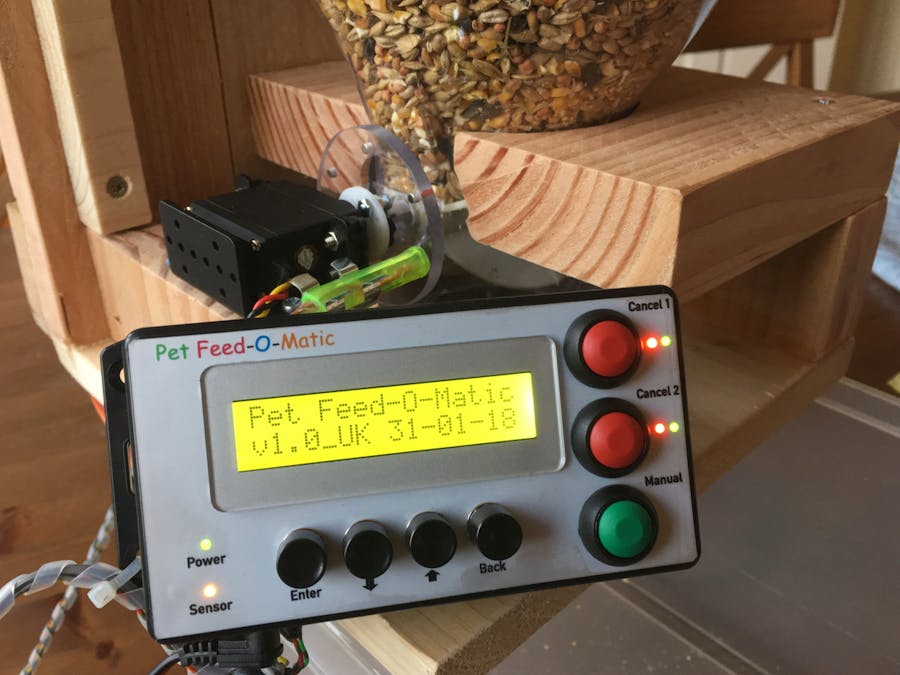 Pet Feed-O-Matic
Pet Feed-O-Matic
v1.0_UK 31-01-18
Cancel 1
Cancel 2
Manual
Power
Sensor
Enter
Back